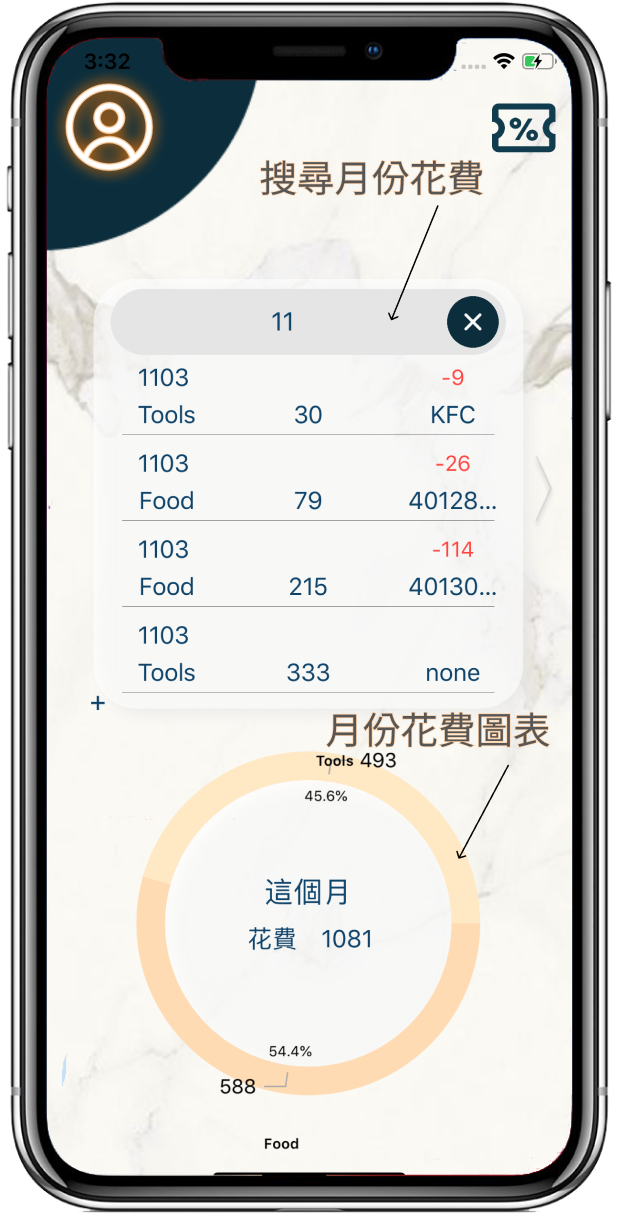 3:32
%
搜尋月份花費
11
1103 -9
Tools 30 KFC
1103 -26
Food 79 40128...
1103 -114
Food 215 40130...
1103
Tools 333 none
+
月份花費圖表
Tools 493
45.6%
這個月
花費 1081
54.4%
588
Food